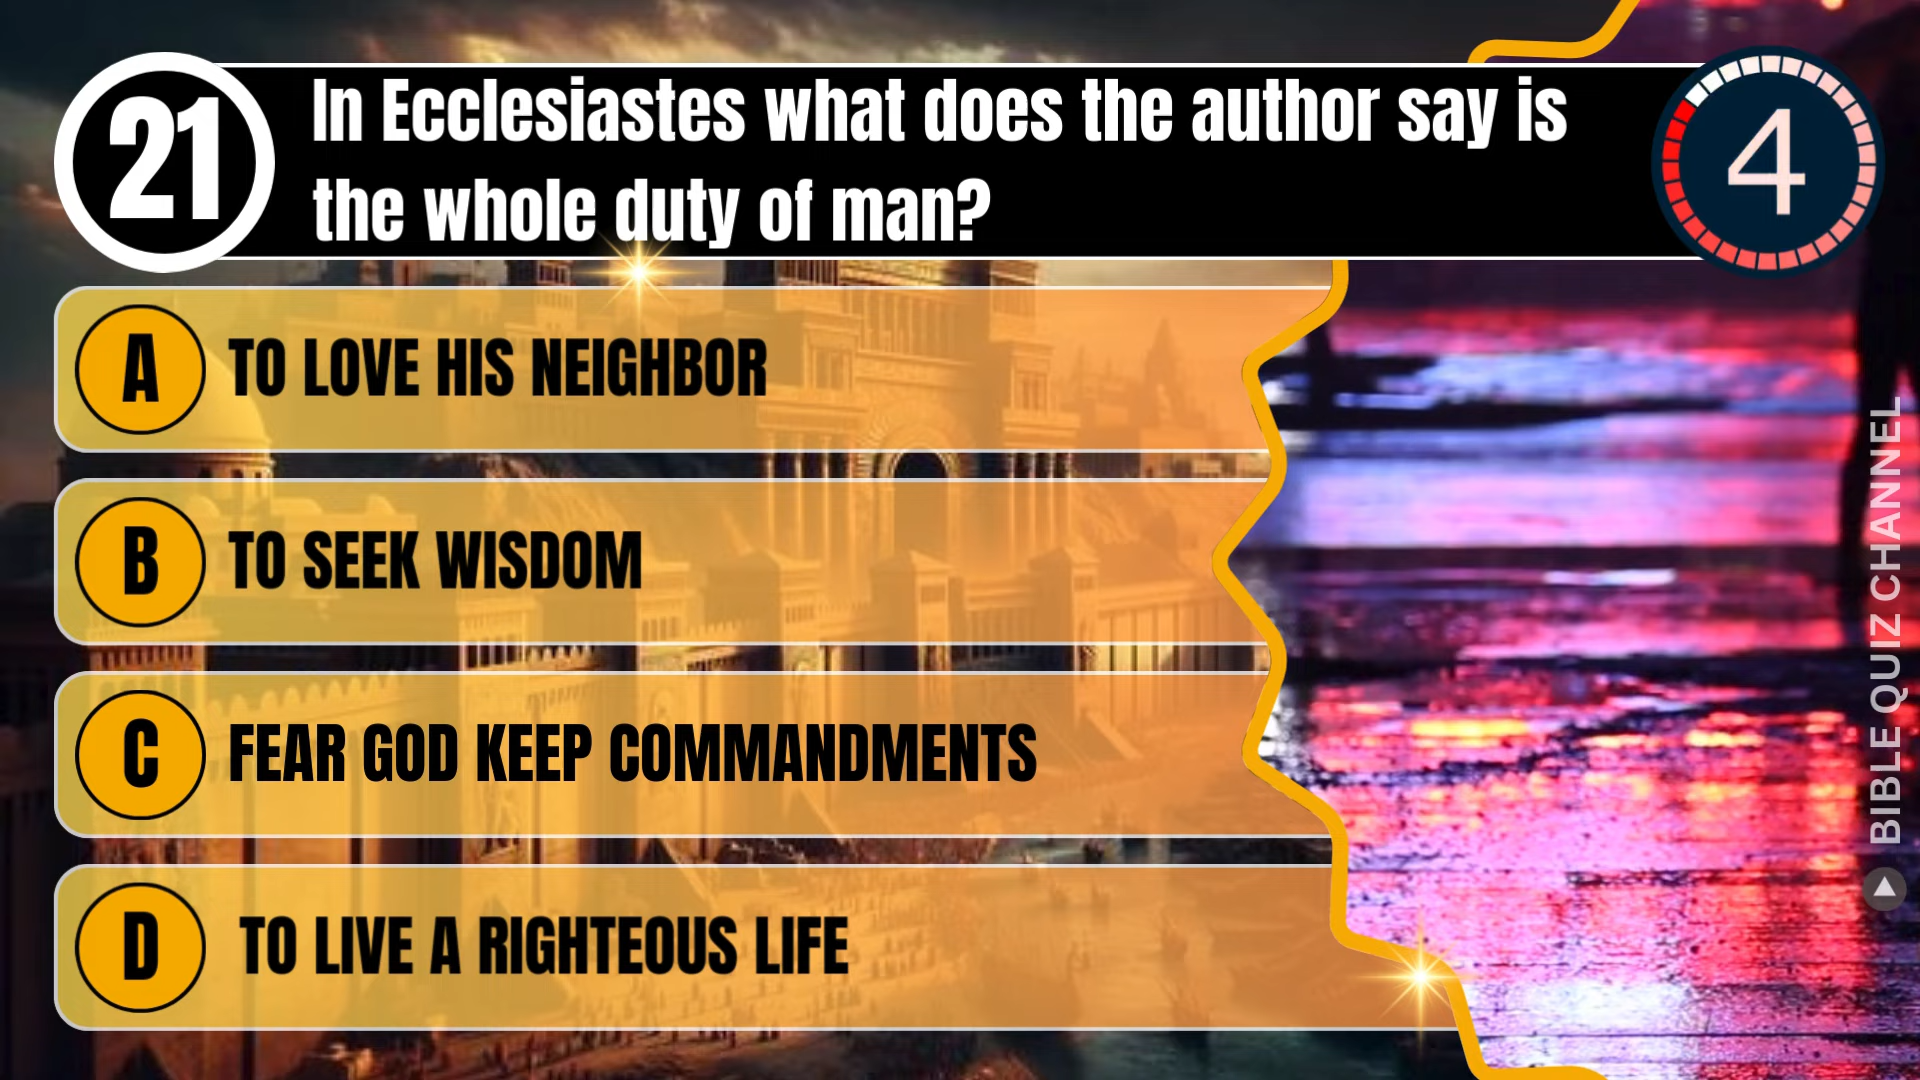 21
In Ecclesiastes what does the author say is
the whole duty of man?
4
A
TO LOVE HIS NEIGHBOR
B
TO SEEK WISDOM
C
FEAR GOD KEEP COMMANDMENTS
D
TO LIVE A RIGHTEOUS LIFE
BIBLE QUIZ CHANNEL